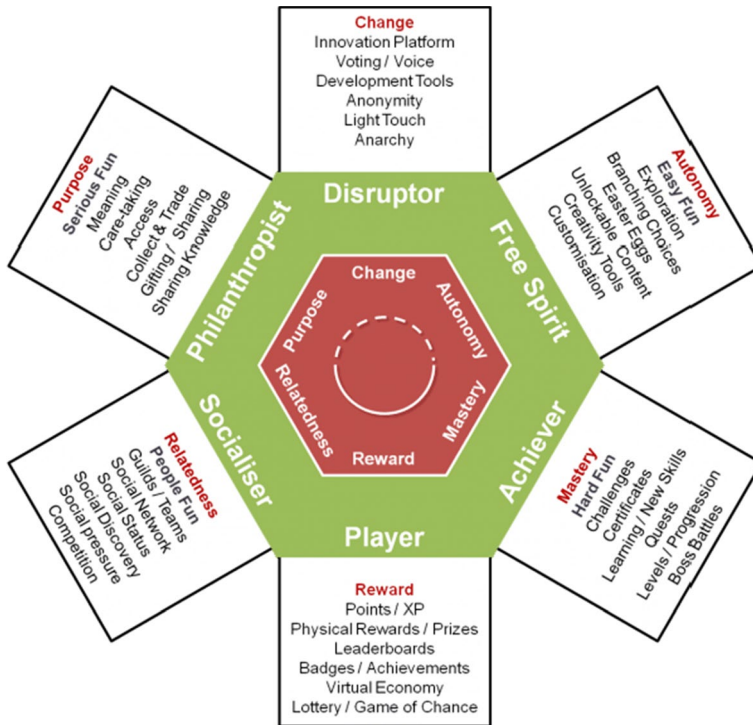 Change
Innovation Platform
Voting / Voice
Development Tools
Anonymity
Light Touch
Anarchy
Purpose
Serious Fun
Meaning
Care-taking
Access
Collect & Trade
Gifting / Sharing
Sharing Knowledge
Autonomy
Easy Fun
Exploration
Branching Choices
Easter Eggs
Unlockable Content
Creativity Tools
Customisation
Disruptor
Philanthropist
Free Spirit
Change
Purpose
Autonomy
Relatedness
Mastery
Reward
Socialiser
Achiever
Player
Relatedness
People Fun
Guilds / Teams
Social Network
Social Status
Social Discovery
Social pressure
Competition
Mastery
Hard Fun
Challenges
Certificates
Learning / New Skills
Quests
Levels / Progression
Boss Battles
Reward
Points / XP
Physical Rewards / Prizes
Leaderboards
Badges / Achievements
Virtual Economy
Lottery / Game of Chance